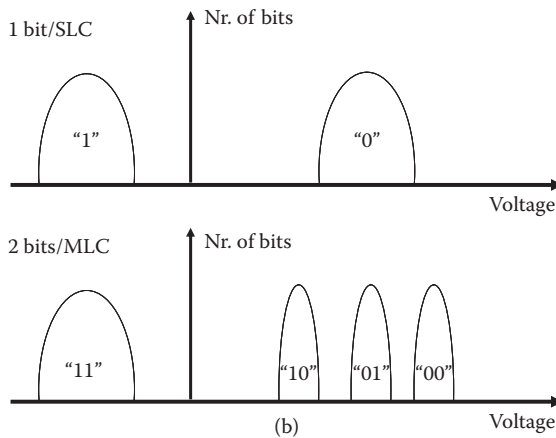 Nr. of bits
1 bit/SLC
“1”
“0”
Voltage
2 bits/MLC
Nr. of bits
“11”
“10”
“01”
“00”
Voltage
(b)